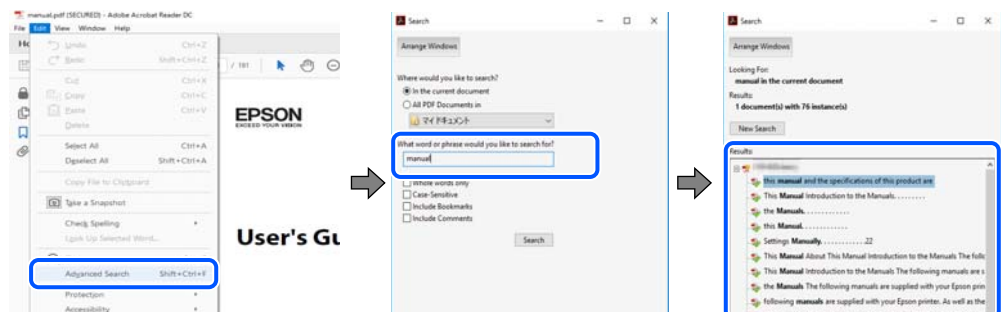 manual.pdf (SECURED) - Adobe Acrobat Reader DC
File Edit View Window Help
Undo Ctrl+Z
Redo Shift+Ctrl+Z
Cut Ctrl+X
Copy Ctrl+C
Paste Ctrl+V
Delete
Select All Ctrl+A
Deselect All Shift+Ctrl+A
Copy File to Clipboard
Take a Snapshot
Check Spelling
Look Up Selected Word...
Advanced Search Shift+Ctrl+F
Protection
Accessibility
/ 181
EPSON
EXCEED YOUR VISION
User's Gu
Search
Arrange Windows
Where would you like to search?
In the current document
All PDF Documents in
マイ ドキュメント
What word or phrase would you like to search for?
manual
Whole words only
Case-Sensitive
Include Bookmarks
Include Comments
Search
Search
Arrange Windows
Looking For:
manual in the current document
Results:
1 document(s) with 76 instance(s)
New Search
Results:
this manual and the specifications of this product are
This Manual Introduction to the Manuals.........
the Manuals............
this Manual............
Settings Manually............22
This Manual About This Manual Introduction to the Manuals The follo
This Manual Introduction to the Manuals The following manuals are s
the Manuals The following manuals are supplied with your Epson prin
following manuals are supplied with your Epson printer. As well as the